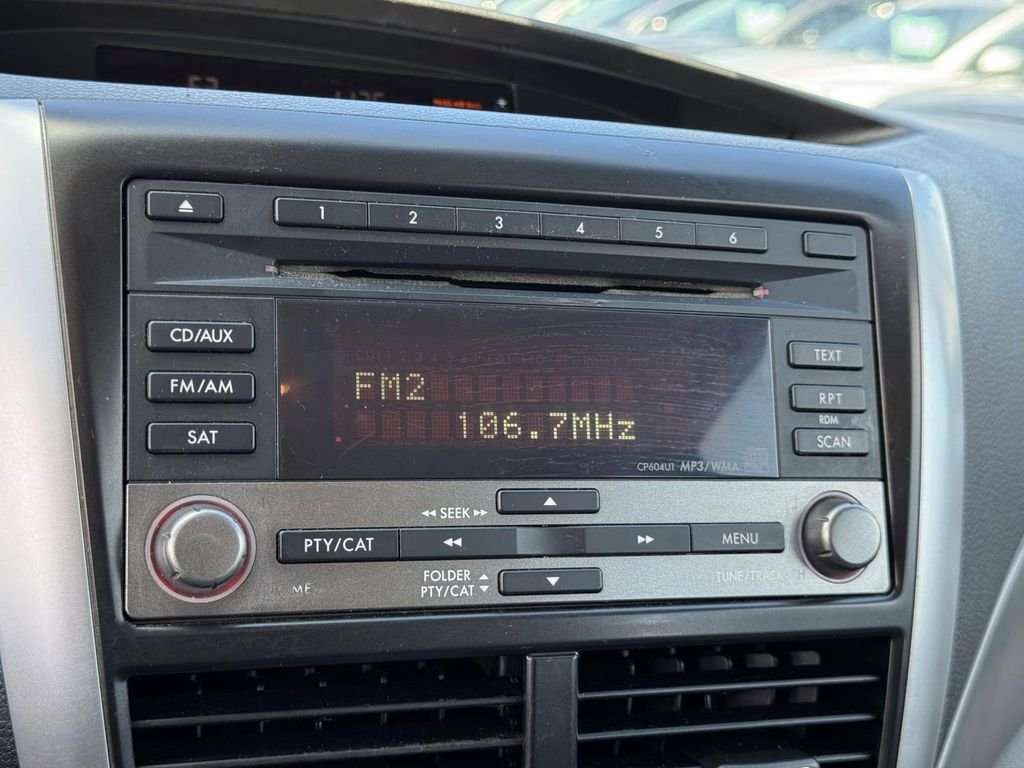 1 2 3 4 5 6
CD/AUX
FM/AM
SAT
FM2
106.7MHz
CP604U1 MP3/WMA
TEXT
RPT
RDM
SCAN
SEEK
PTY/CAT
MENU
FOLDER
PTY/CAT
TUNE/TRACK